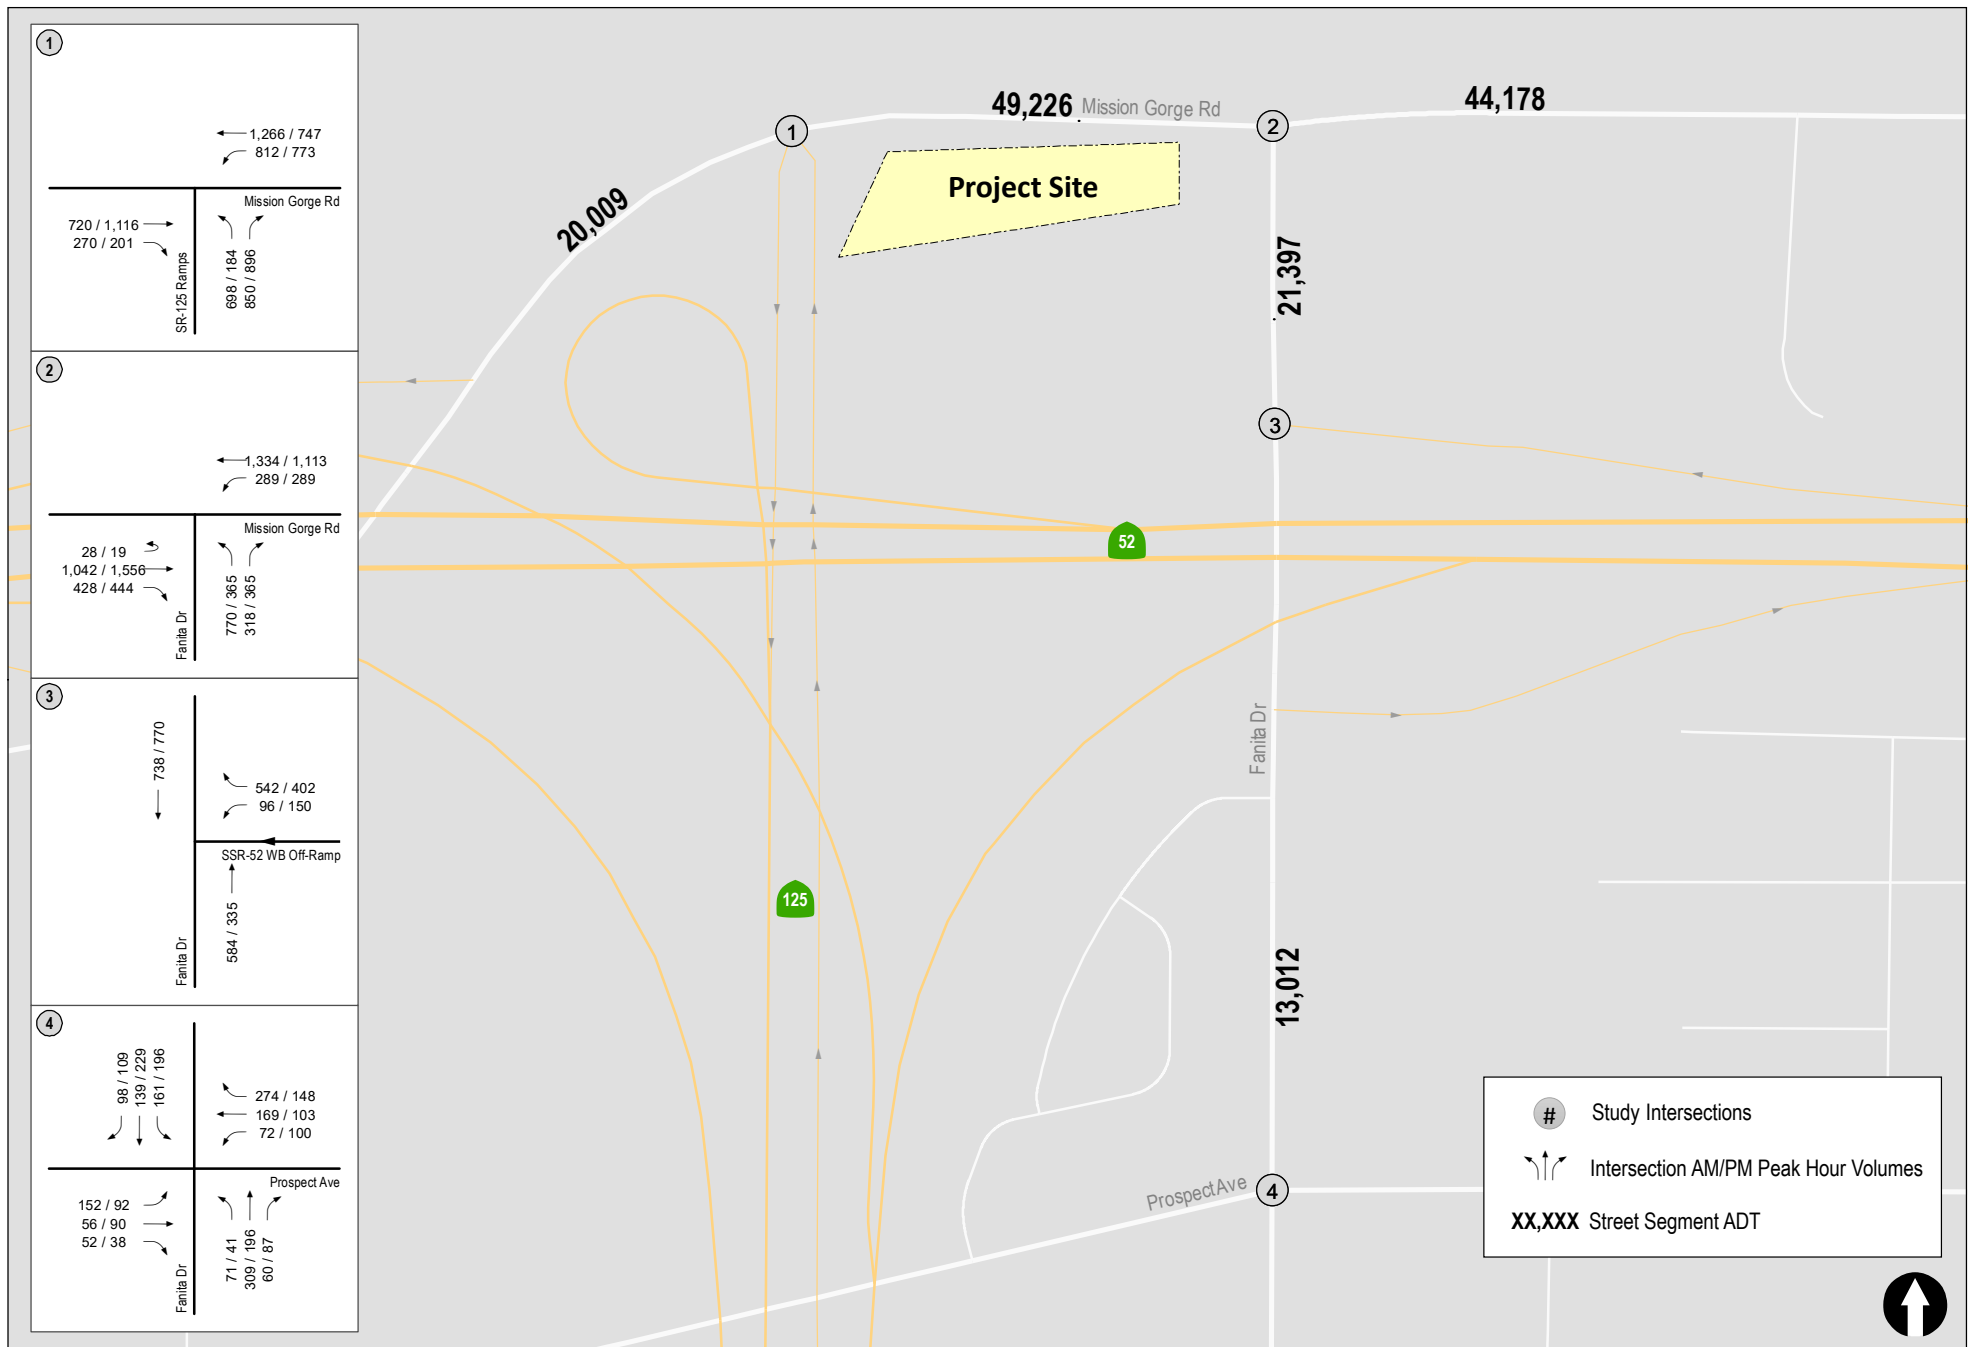 1
1,266 / 747
812 / 773
Mission Gorge Rd
720 / 1,116
270 / 201
SR-125 Ramps
698 / 184
850 / 896
2
1,334 / 1,113
289 / 289
Mission Gorge Rd
28 / 19
1,042 / 1,556
428 / 444
Fanita Dr
770 / 365
318 / 365
3
738 / 770
542 / 402
96 / 150
SSR-52 WB Off-Ramp
584 / 335
Fanita Dr
4
98 / 109
139 / 229
161 / 196
274 / 148
169 / 103
72 / 100
Prospect Ave
152 / 92
56 / 90
52 / 38
Fanita Dr
71 / 41
309 / 196
60 / 87
49,226 Mission Gorge Rd
44,178
1
2
Project Site
20,009
21,397
3
52
Fanita Dr
125
13,012
ProspectAve
4
# Study Intersections
Intersection AM/PM Peak Hour Volumes
XX,XXX Street Segment ADT